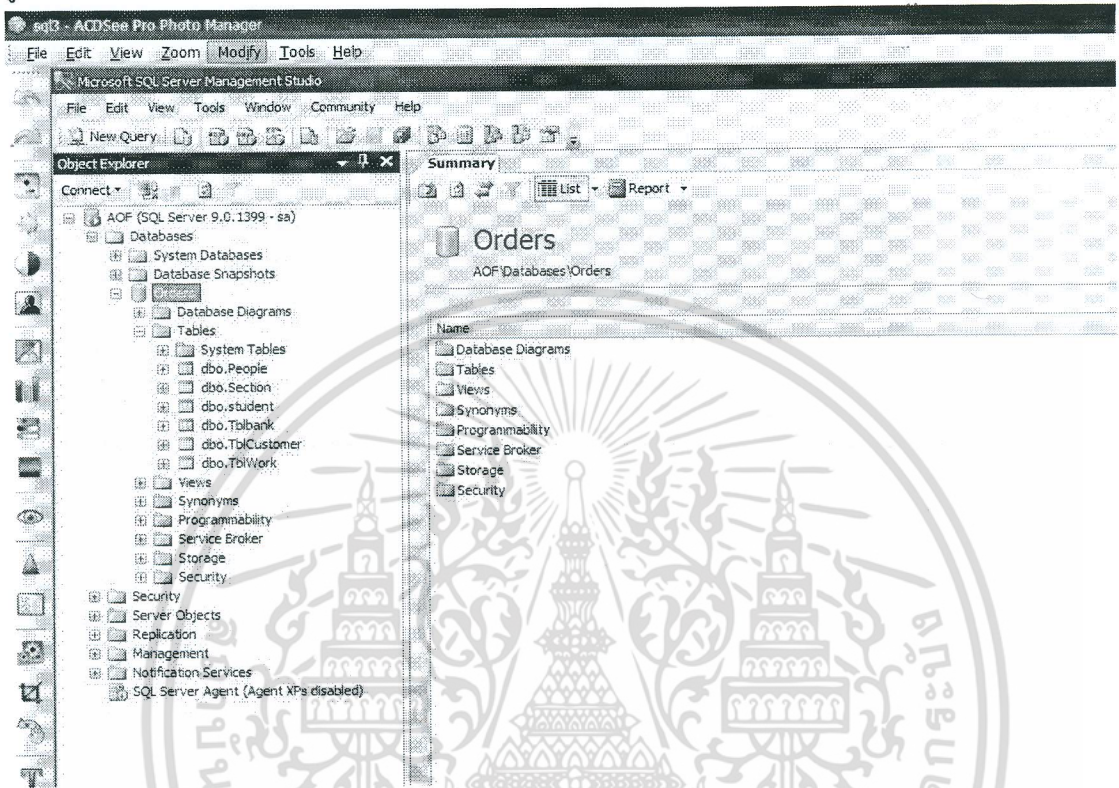 sql3 - ACDSee Pro Photo Manager
File Edit View Zoom Modify Tools Help
Microsoft SQL Server Management Studio
File Edit View Tools Window Community Help
New Query
Object Explorer
Connect
AOF (SQL Server 9.0.1399 - sa)
Databases
System Databases
Database Snapshots
Orders
Database Diagrams
Tables
System Tables
dbo.People
dbo.Section
dbo.student
dbo.Tblbank
dbo.TblCustomer
dbo.TblWork
Views
Synonyms
Programmability
Service Broker
Storage
Security
Security
Server Objects
Replication
Management
Notification Services
SQL Server Agent (Agent XPs disabled)
Summary
List Report
Orders
AOF\Databases\Orders
Name
Database Diagrams
Tables
Views
Synonyms
Programmability
Service Broker
Storage
Security